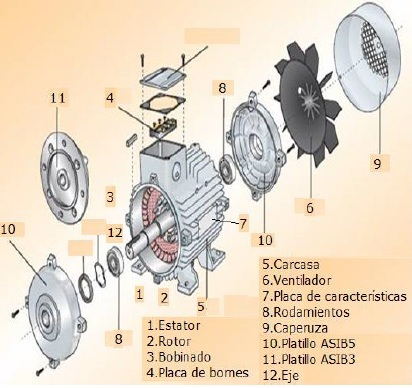 8
4
11
9
3
6
7
10
10
12
1
2
5
8
1.Estator
2.Rotor
3.Bobinado
4.Placa de bornes
5.Carcasa
6.Ventilador
7.Placa de características
8.Rodamientos
9.Caperuza
10.Platillo ASIB5
11.Platillo ASIB3
12.Eje